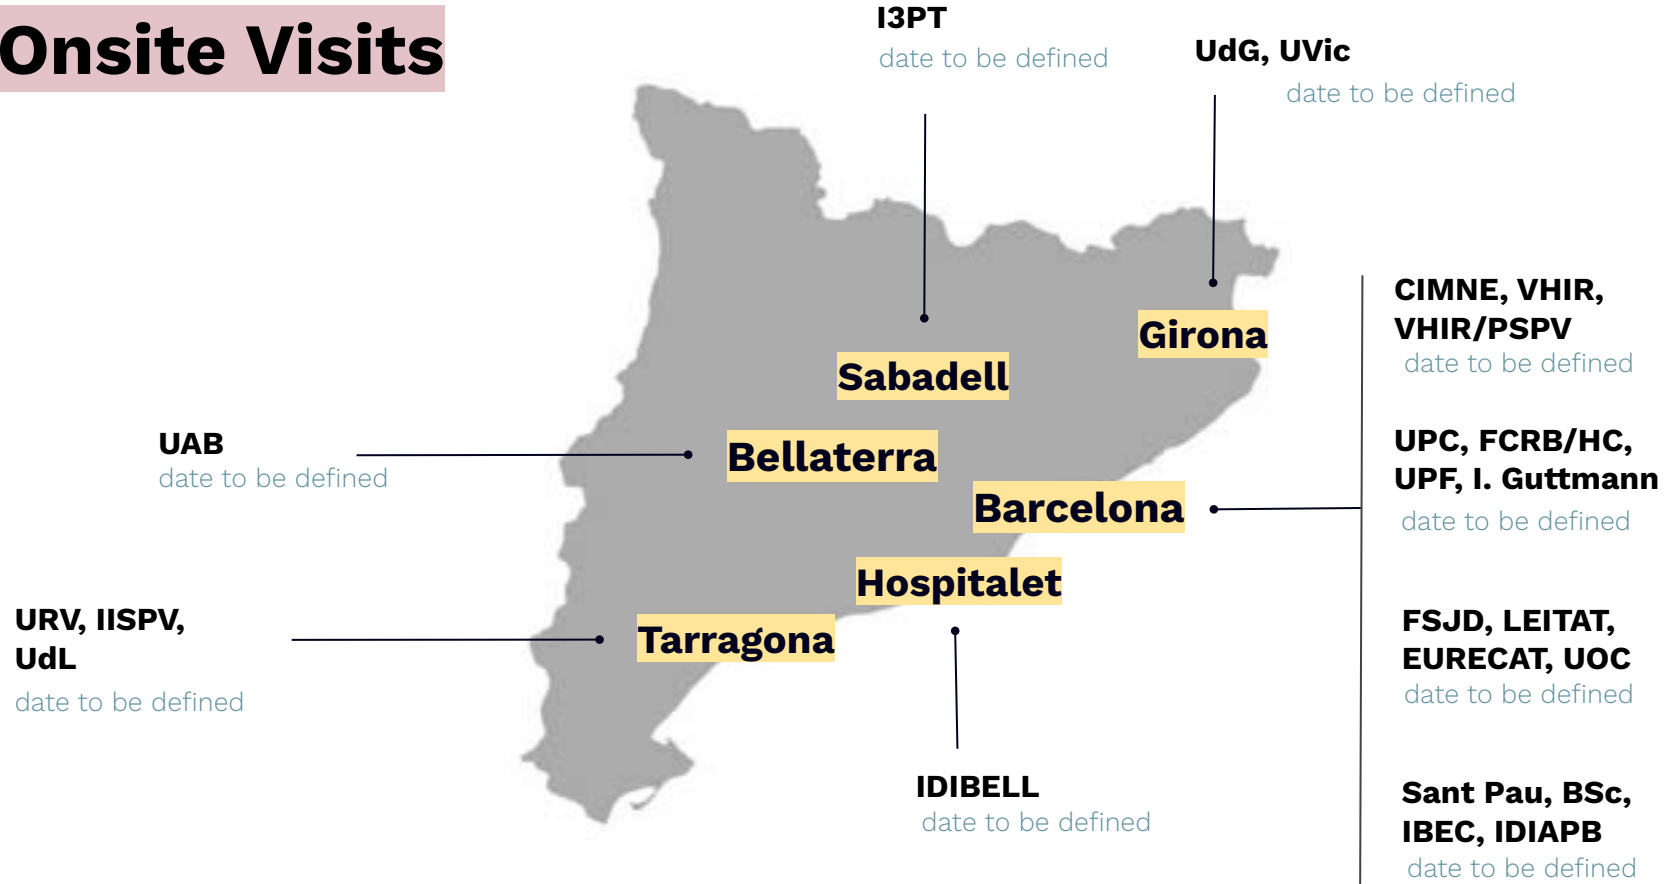 Onsite Visits
I3PT
date to be defined
UdG, UVic
date to be defined
Girona
Sabadell
CIMNE, VHIR,
VHIR/PSPV
date to be defined
UAB
date to be defined
Bellaterra
Barcelona
UPC, FCRB/HC,
UPF, I. Guttmann
date to be defined
Hospitalet
URV, IISPV,
UdL
date to be defined
Tarragona
FSJD, LEITAT,
EURECAT, UOC
date to be defined
IDIBELL
date to be defined
Sant Pau, BSc,
IBEC, IDIAPB
date to be defined